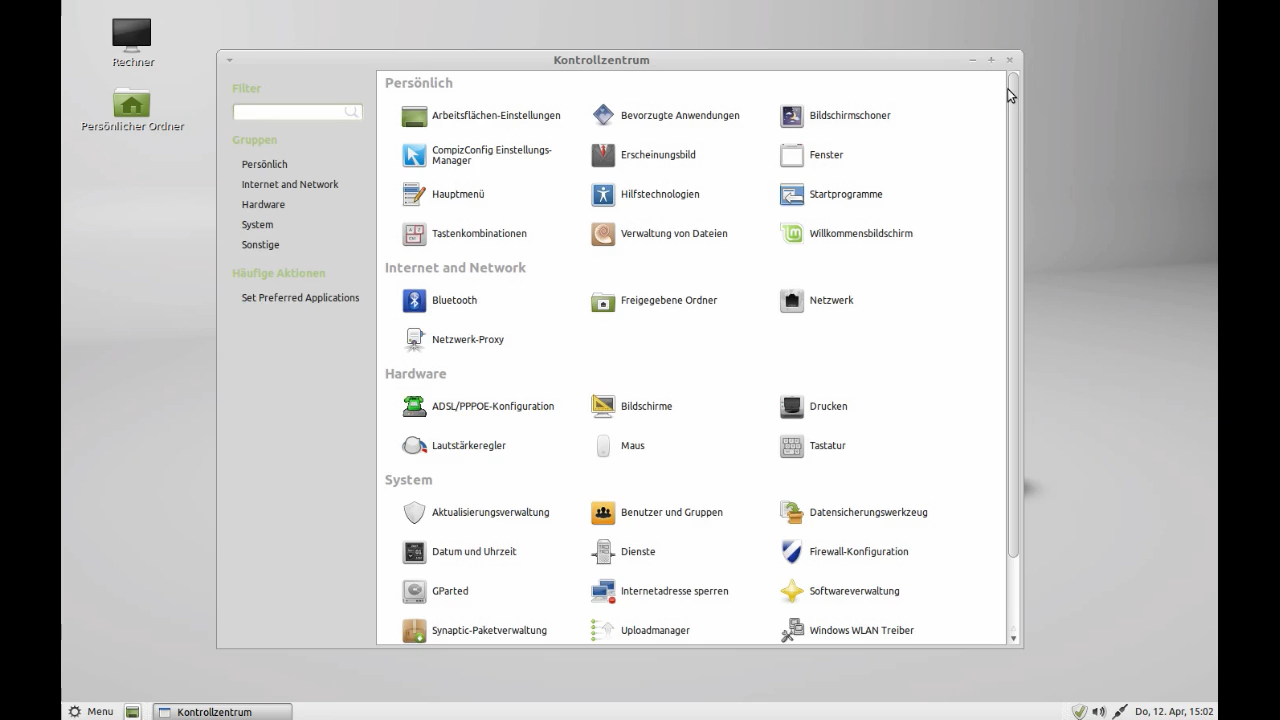 Rechner
Persönlicher Ordner
Kontrollzentrum
Filter
Gruppen
Persönlich
Internet and Network
Hardware
System
Sonstige
Häufige Aktionen
Set Preferred Applications
Persönlich
Arbeitsflächen-Einstellungen
Bevorzugte Anwendungen
Bildschirmschoner
CompizConfig Einstellungs-
Manager
Erscheinungsbild
Fenster
Hauptmenü
Hilfstechnologien
Startprogramme
Tastenkombinationen
Verwaltung von Dateien
Willkommensbildschirm
Internet and Network
Bluetooth
Freigegebene Ordner
Netzwerk
Netzwerk-Proxy
Hardware
ADSL/PPPOE-Konfiguration
Bildschirme
Drucken
Lautstärkeregler
Maus
Tastatur
System
Aktualisierungsverwaltung
Benutzer und Gruppen
Datensicherungswerkzeug
Datum und Uhrzeit
Dienste
Firewall-Konfiguration
GParted
Internetadresse sperren
Softwareverwaltung
Synaptic-Paketverwaltung
Uploadmanager
Windows WLAN Treiber
Menu
Kontrollzentrum
Do, 12. Apr, 15:02